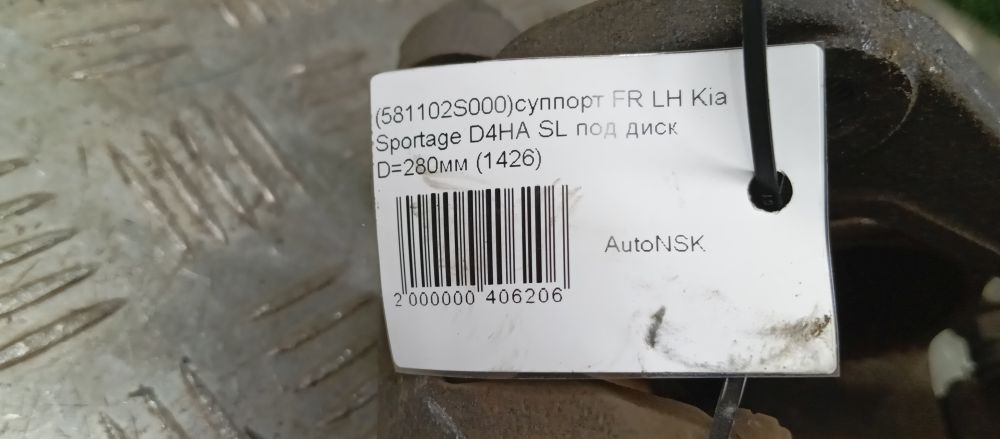 (581102S000)суппорт FR LH Kia
Sportage D4HA SL под диск
D=280мм (1426)
AutoNSK
2 000000 406206